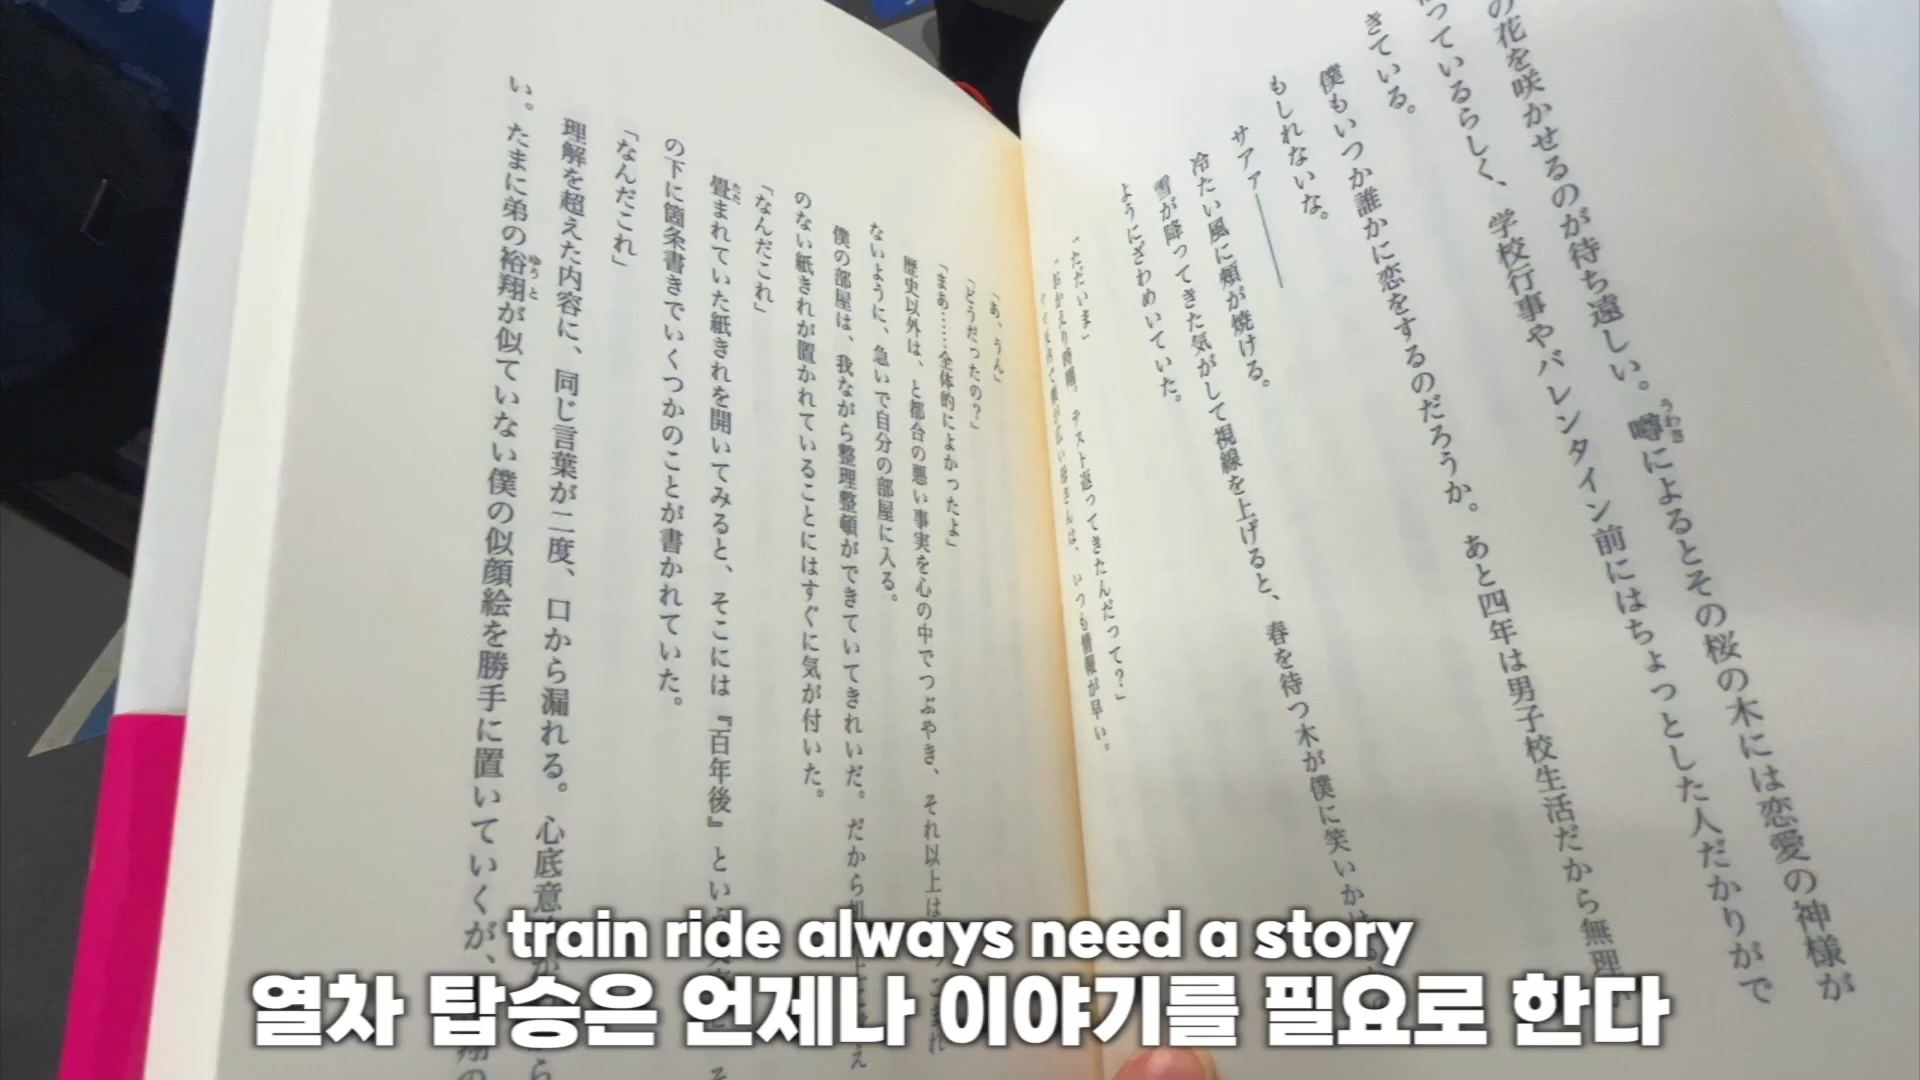 の花を咲かせるのが待ち遠しい。噂によるとその桜の木には恋愛の神様が
っているらしく、学校行事やバレンタイン前にはちょっとした人だかりがで
きている。
僕もいつか誰かに恋をするのだろうか。あと四年は男子校生活だから無理
もしれないな。
サアァ――
冷たい風に頬が焼ける。
雪が降ってきた気がして視線を上げると、春を待つ木が僕に笑いか
ようにざわめいていた。
「ただいま」
「おかえり時翔。テスト返ってきたんだって?」
いつも情報が早い。
「あ、うん」
「どうだったの?」
「まあ……全体的によかったよ」
歴史以外は、と都合の悪い事実を心の中でつぶやき、それ以上は
ないように、急いで自分の部屋に入る。
僕の部屋は、我ながら整理整頓ができていてきれいだ。だから
のない紙きれが置かれていることにはすぐに気が付いた。
「なんだこれ」
畳まれていた紙きれを開いてみると、そこには『百年後』という
の下に箇条書きでいくつかのことが書かれていた。
「なんだこれ」
理解を超えた内容に、同じ言葉が二度、口から漏れる。心底意
い。たまに弟の裕翔が似ていない僕の似顔絵を勝手に置いていくが、
train ride always need a story
열차 탑승은 언제나 이야기를 필요로 한다